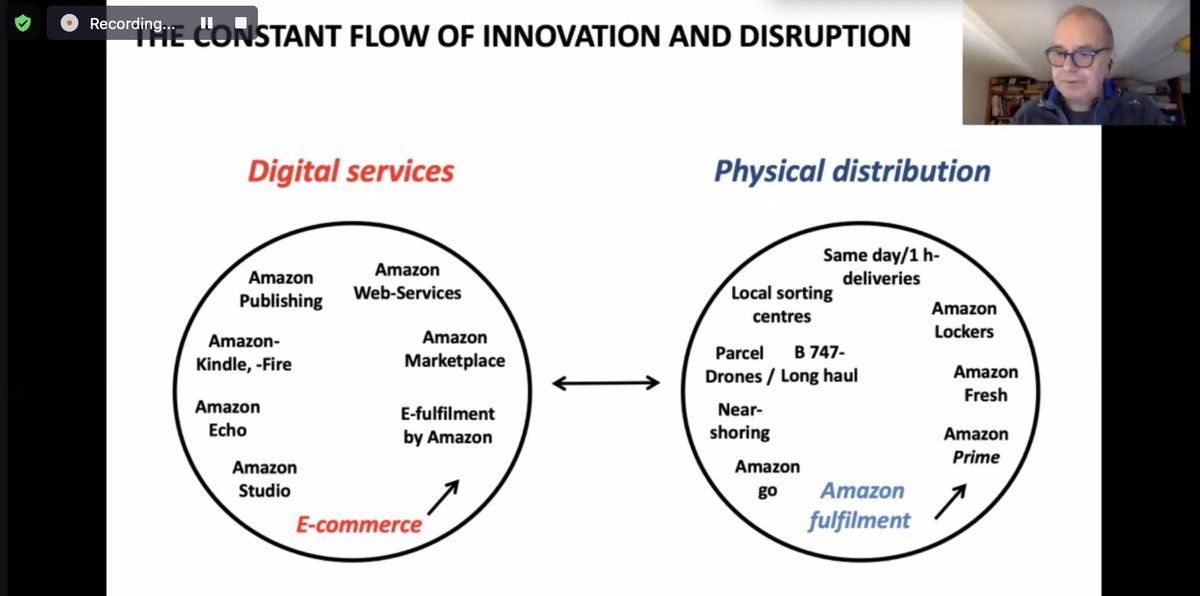 Recording...
THE CONSTANT FLOW OF INNOVATION AND DISRUPTION
Digital services
Amazon
Publishing
Amazon
Web-Services
Amazon-
Kindle, -Fire
Amazon
Marketplace
Amazon
Echo
E-fulfilment
by Amazon
Amazon
Studio
E-commerce
Physical distribution
Same day/1 h-
deliveries
Local sorting
centres
Amazon
Lockers
Parcel
Drones /
B 747-
Long haul
Amazon
Fresh
Near-
shoring
Amazon
Prime
Amazon
go
Amazon
fulfilment